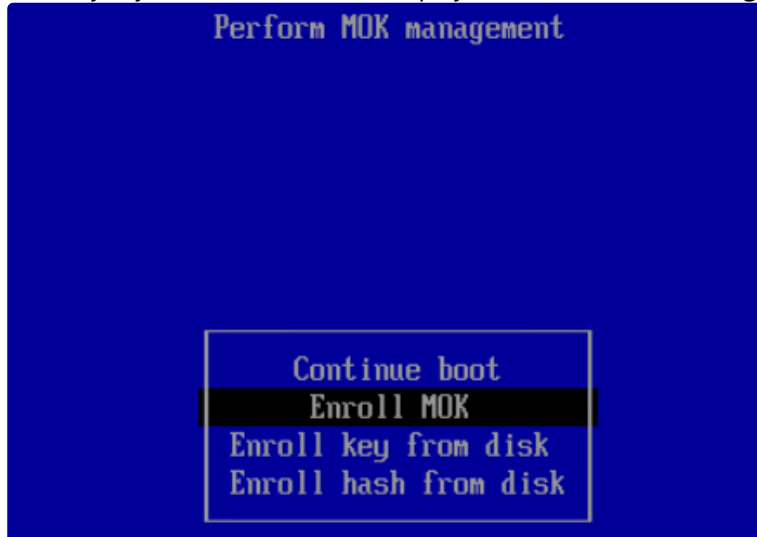 Perform MOK management
Continue boot
Enroll MOK
Enroll key from disk
Enroll hash from disk